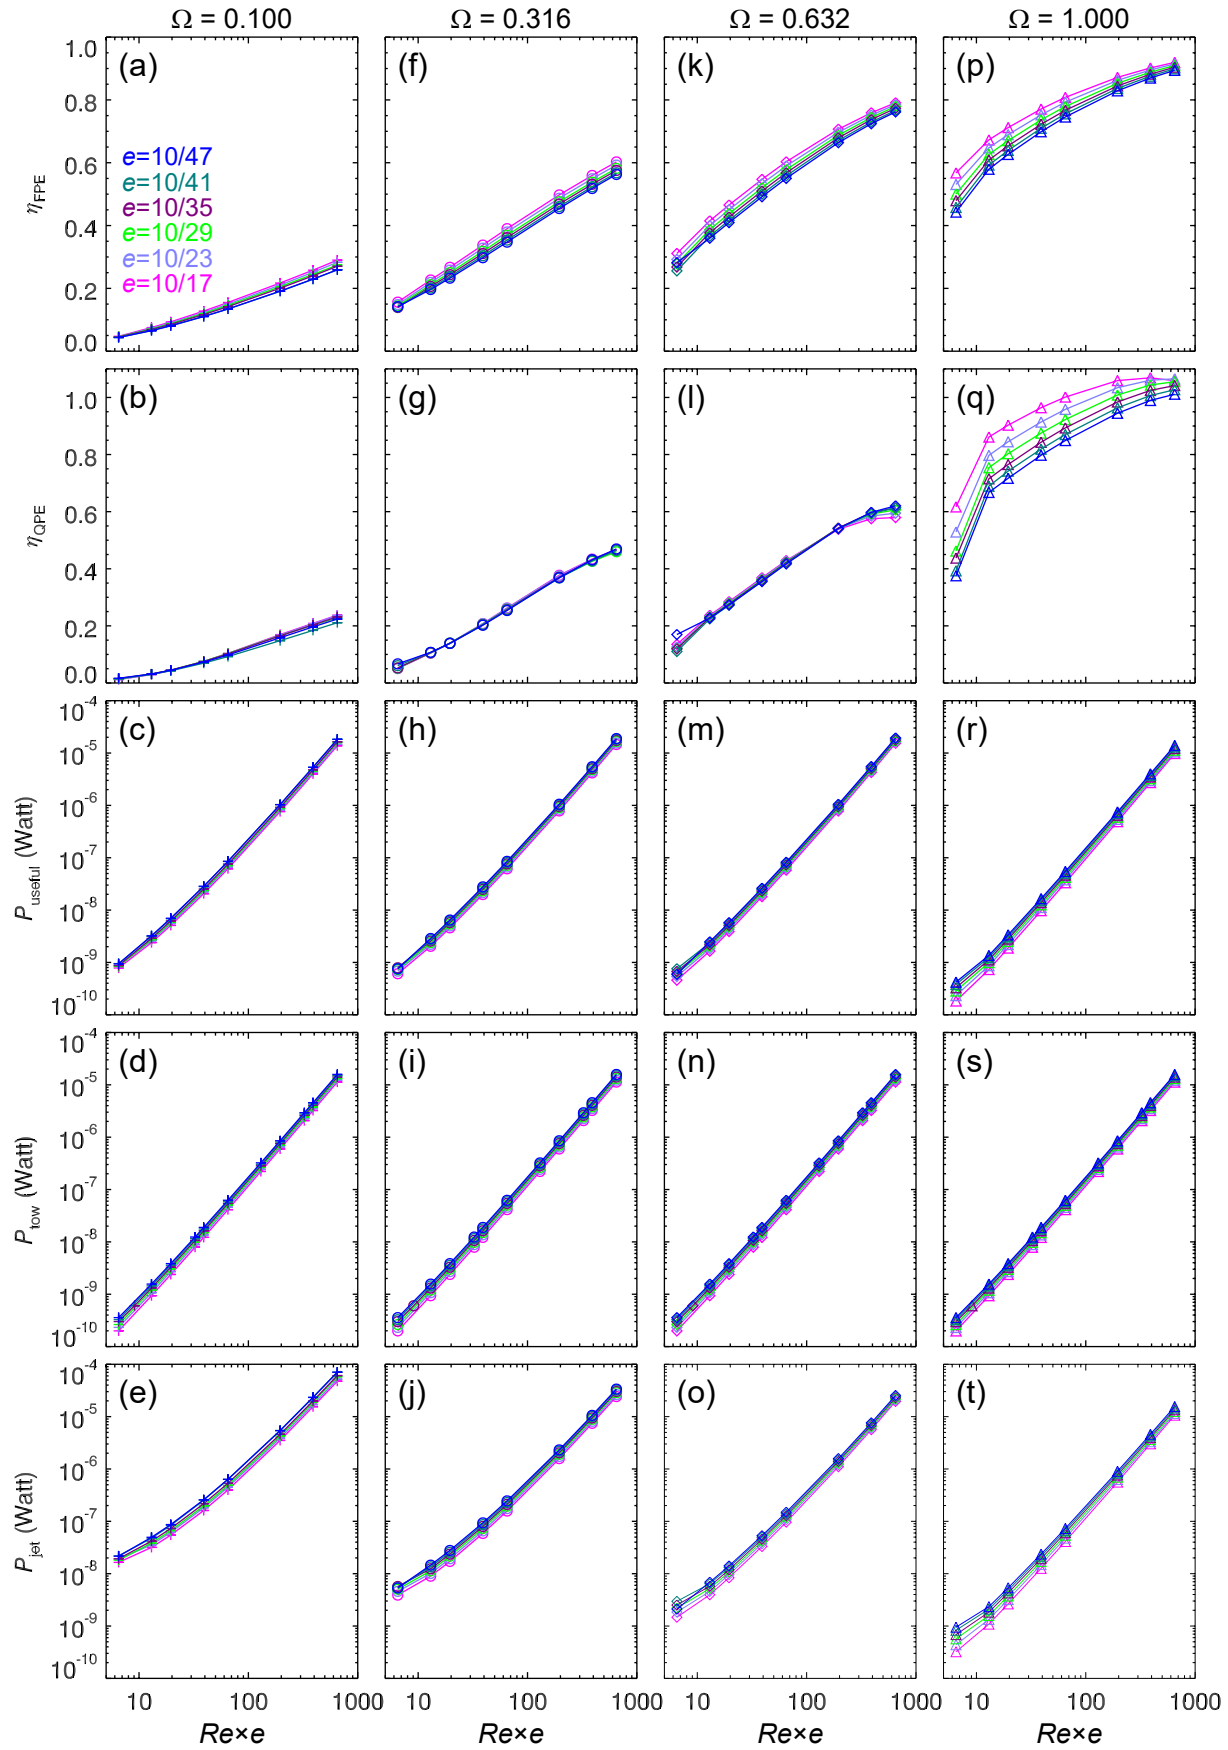 Ω = 0.100 Ω = 0.316 Ω = 0.632 Ω = 1.000
1.0 (a) (f) (k) (p)
0.8
e=10/47
0.6
e=10/41
e=10/35
η_FPE
0.4
e=10/29
e=10/23
e=10/17
0.2
0.0
(b) (g) (l) (q)
1.0
0.8
0.6
η_QPE
0.4
0.2
0.0
10⁻⁴ (c) (h) (m) (r)
10⁻⁵
10⁻⁶
10⁻⁷
P_useful (Watt)
10⁻⁸
10⁻⁹
10⁻¹⁰
10⁻⁴ (d) (i) (n) (s)
10⁻⁵
10⁻⁶
10⁻⁷
P_tow (Watt)
10⁻⁸
10⁻⁹
10⁻¹⁰
10⁻⁴ (e) (j) (o) (t)
10⁻⁵
10⁻⁶
10⁻⁷
P_jet (Watt)
10⁻⁸
10⁻⁹
10⁻¹⁰
10 100 1000 10 100 1000 10 100 1000 10 100 1000
Re×e Re×e Re×e Re×e